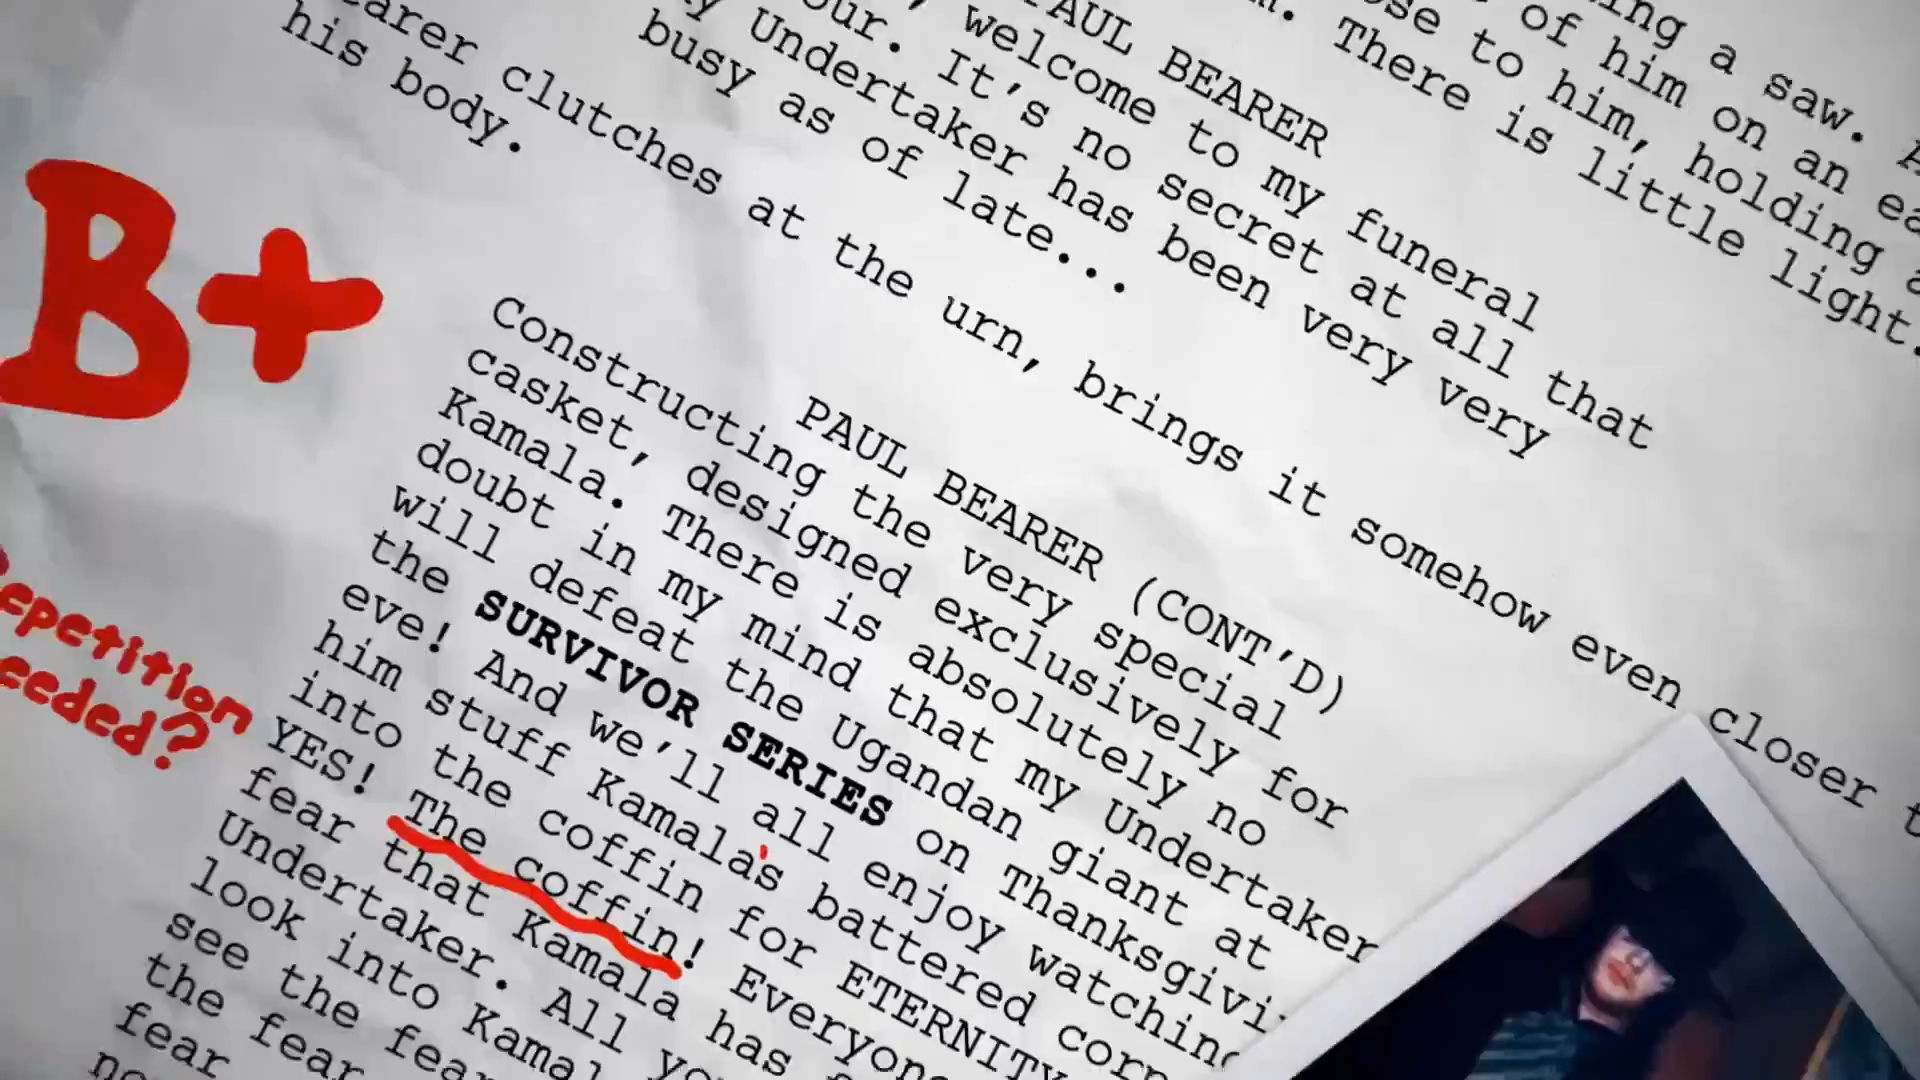 ing a saw. A
of him on an ea
ose to him, holding a
m. There is little light.
PAUL BEARER
, welcome to my funeral
our. It's no secret at all that
y Undertaker has been very very
busy as of late...
earer clutches at the urn, brings it somehow even closer t
his body.
B+
PAUL BEARER (CONT'D)
Constructing the very special
casket, designed exclusively for
Kamala. There is absolutely no
doubt in my mind that my Undertaker
will defeat the Ugandan giant at
the SURVIVOR SERIES on Thanksgivi
eve! And we'll all enjoy watching
him stuff Kamala's battered corp
into the coffin for ETERNITY
YES! The coffin! Everyon
fear that Kamala has f
Undertaker. All yo
look into Kamal
see the fea
the fear
fear
no
epetition
eeded?